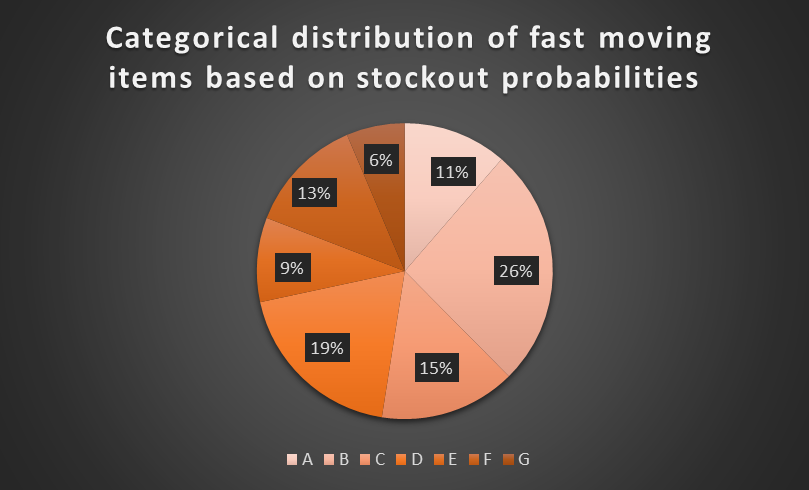 Categorical distribution of fast moving
items based on stockout probabilities
6%
11%
13%
9%
26%
19%
15%
A B C D E F G